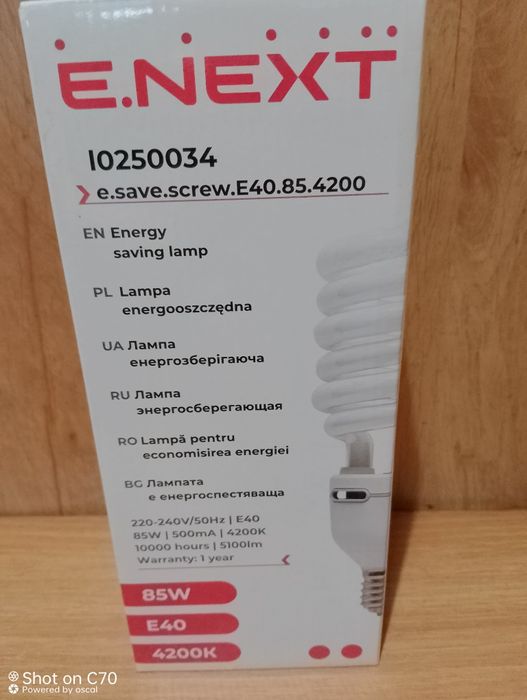 E.NEXT
l0250034
e.save.screw.E40.85.4200
EN Energy
saving lamp
PL Lampa
energooszczędna
UA Лампа
енергозберігаюча
RU Лампа
энергосберегающая
RO Lampă pentru
economisirea energiei
BG Лампата
е енергоспестяваща
220-240V/50Hz | E40
85W | 500mA | 4200K
10000 hours | 5100lm
Warranty: 1 year
85W
E40
4200K
Shot on C70
Powered by oscal